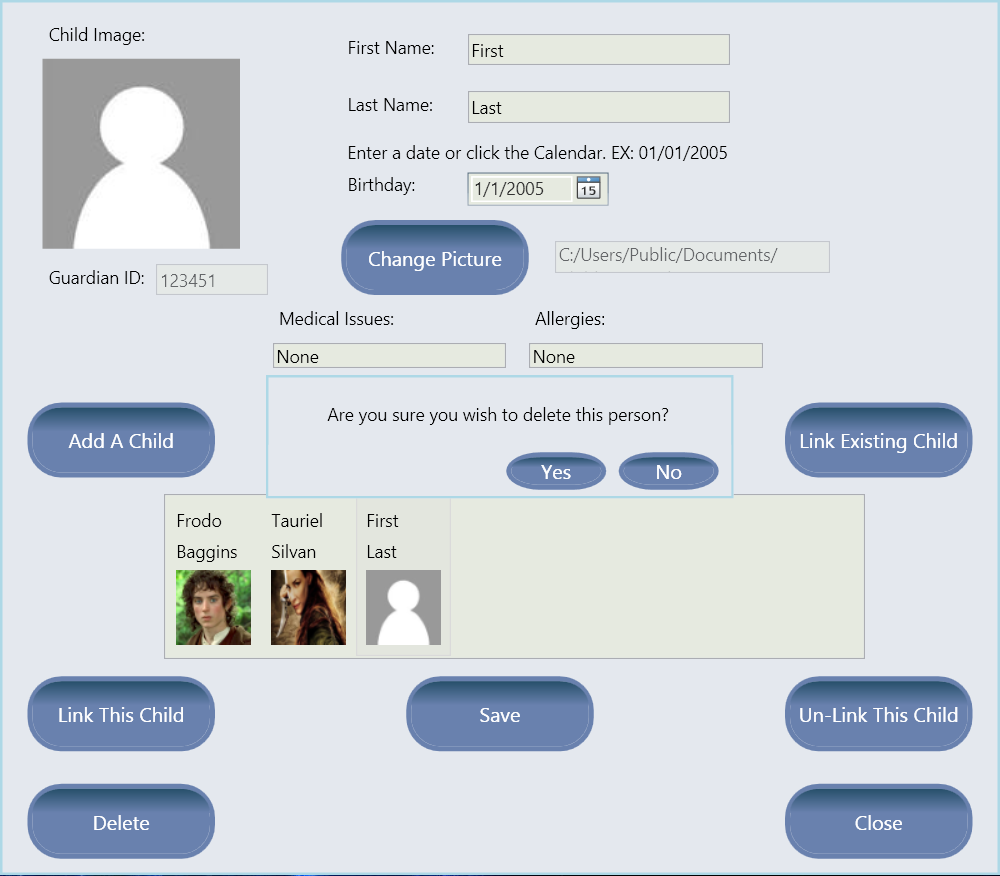 Child Image:
First Name: First
Last Name: Last
Enter a date or click the Calendar. EX: 01/01/2005
Birthday: 1/1/2005 15
Change Picture C:/Users/Public/Documents/
Guardian ID: 123451
Medical Issues: Allergies:
None None
Are you sure you wish to delete this person?
Add A Child Link Existing Child
Yes No
Frodo Tauriel First
Baggins Silvan Last
Link This Child Save Un-Link This Child
Delete Close